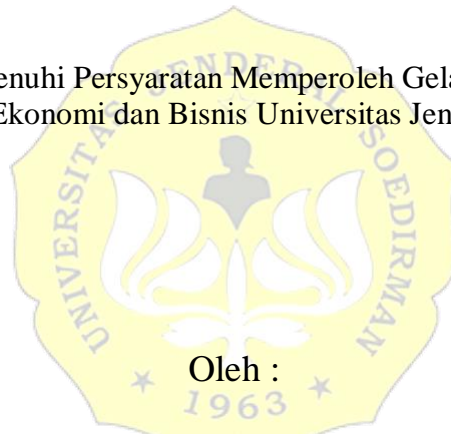 enuhi Persyaratan Memperoleh Gela
Ekonomi dan Bisnis Universitas Jen
UNIVERSITAS JENDERAL SOEDIRMAN
Oleh :
1963